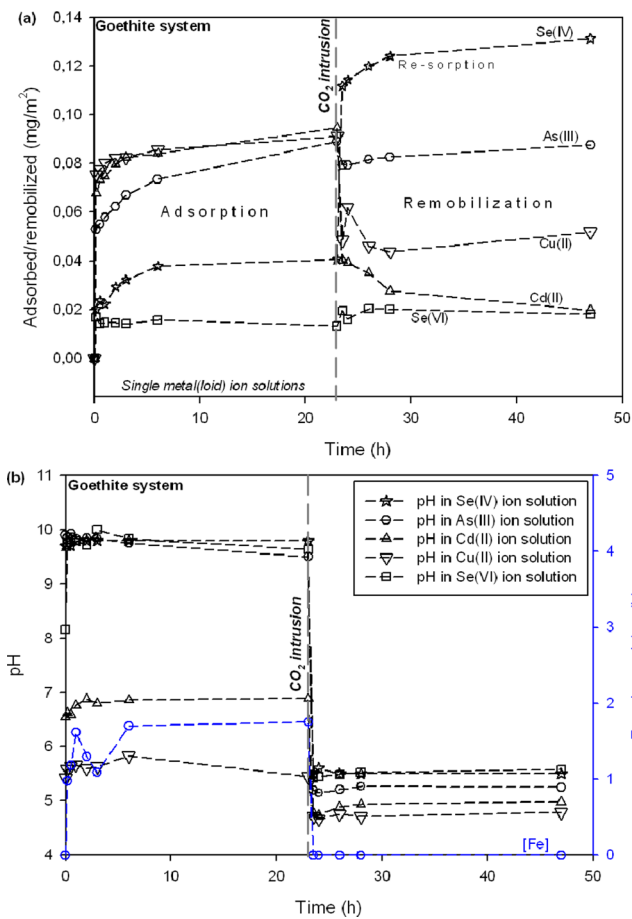 (a)
Goethite system
0,14
0,12
0,10
0,08
0,06
0,04
0,02
0,00
Adsorbed/remobilized (mg/m²)
CO₂ intrusion
Se(IV)
Re-sorption
As(III)
Adsorption
Remobilization
Cu(II)
Cd(II)
Se(VI)
Single metal(loid) ion solutions
0 10 20 30 40 50
Time (h)
(b)
Goethite system
11
10
9
8
7
6
5
4
pH
CO₂ intrusion
pH in Se(IV) ion solution
pH in As(III) ion solution
pH in Cd(II) ion solution
pH in Cu(II) ion solution
pH in Se(VI) ion solution
5
4
3
2
1
0
[Fe]
0 10 20 30 40 50
Time (h)